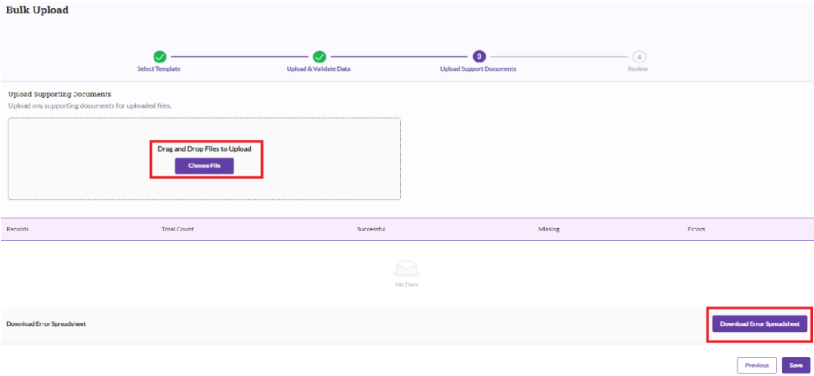 Bulk Upload
3
4
Select Template
Upload & Validate Data
Upload Support Documents
Review
Upload Supporting Documents
Upload any supporting documents for uploaded files.
Drag and Drop Files to Upload
Choose File
Records Total Count Successful Missing Errors
No Data
Download Error Spreadsheet
Download Error Spreadsheet
Previous Save